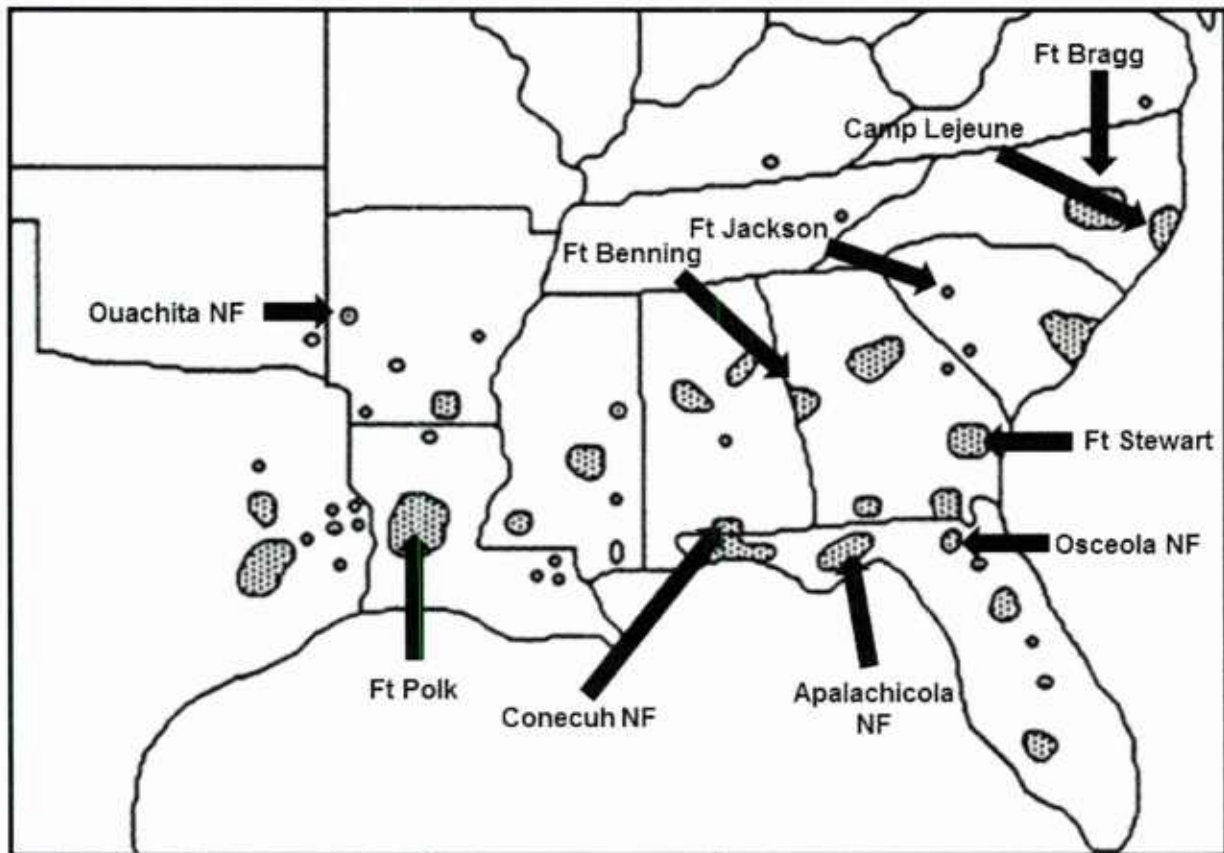 Ft Bragg
Camp Lejeune
Ft Jackson
Ft Benning
Ouachita NF
Ft Stewart
Osceola NF
Ft Polk
Conecuh NF
Apalachicola
NF